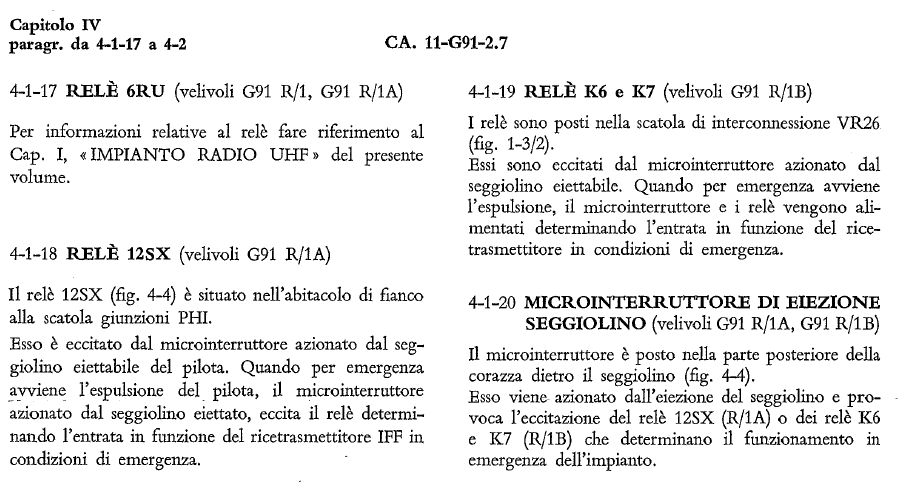 Capitolo IV
paragr. da 4-1-17 a 4-2
CA. 11-G91-2.7
4-1-17 RELÈ 6RU (velivoli G91 R/1, G91 R/1A)
Per informazioni relative al relè fare riferimento al
Cap. I, «IMPIANTO RADIO UHF» del presente
volume.
4-1-18 RELÈ 12SX (velivoli G91 R/1A)
Il relè 12SX (fig. 4-4) è situato nell'abitacolo di fianco
alla scatola giunzioni PHI.
Esso è eccitato dal microinterruttore azionato dal seg-
giolino eiettabile del pilota. Quando per emergenza
avviene l'espulsione del pilota, il microinterruttore
azionato dal seggiolino eiettato, eccita il relè determi-
nando l'entrata in funzione del ricetrasmettitore IFF in
condizioni di emergenza.
4-1-19 RELÈ K6 e K7 (velivoli G91 R/1B)
I relè sono posti nella scatola di interconnessione VR26
(fig. 1-3/2).
Essi sono eccitati dal microinterruttore azionato dal
seggiolino eiettabile. Quando per emergenza avviene
l'espulsione, il microinterruttore e i relè vengono ali-
mentati determinando l'entrata in funzione del rice-
trasmettitore in condizioni di emergenza.
4-1-20 MICROINTERRUTTORE DI EIEZIONE
SEGGIOLINO (velivoli G91 R/1A, G91 R/1B)
Il microinterruttore è posto nella parte posteriore della
corazza dietro il seggiolino (fig. 4-4).
Esso viene azionato dall'eiezione del seggiolino e pro-
voca l'eccitazione del relè 12SX (R/1A) o dei relè K6
e K7 (R/1B) che determinano il funzionamento in
emergenza dell'impianto.